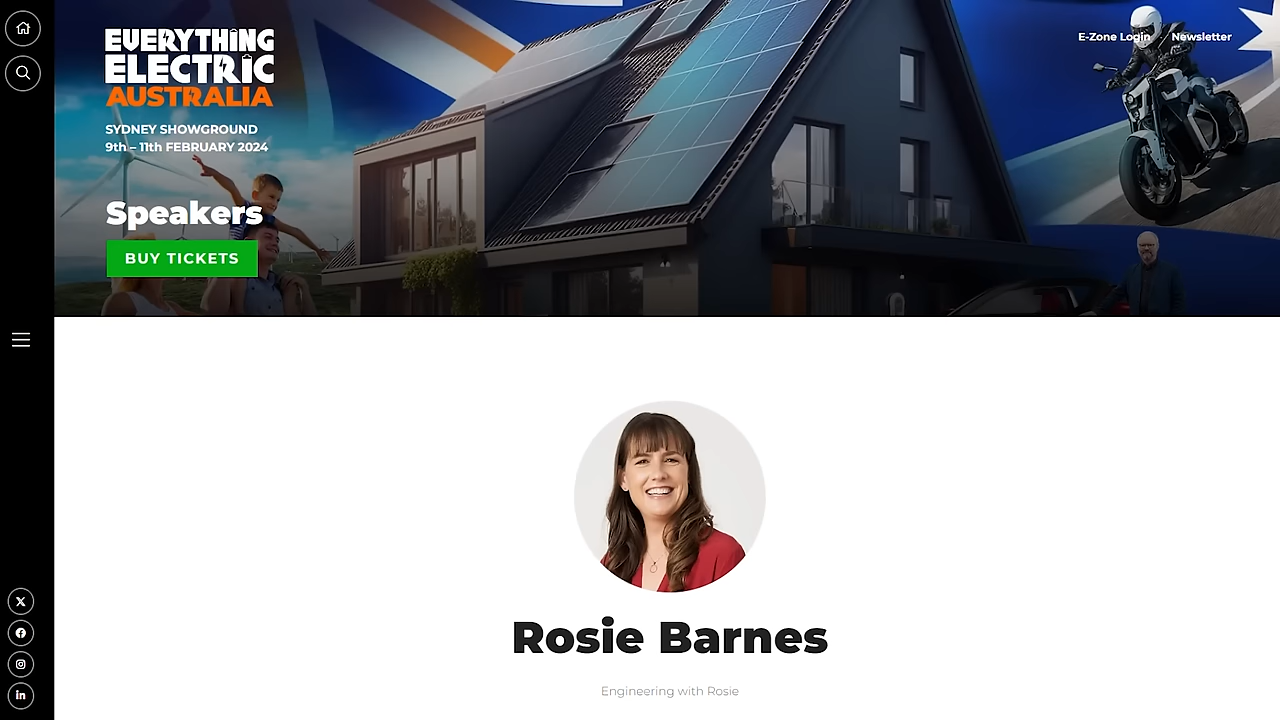 EVERYTHING
ELECTRIC
AUSTRALIA
SYDNEY SHOWGROUND
9th – 11th FEBRUARY 2024
E-Zone Login
Newsletter
Speakers
BUY TICKETS
Rosie Barnes
Engineering with Rosie